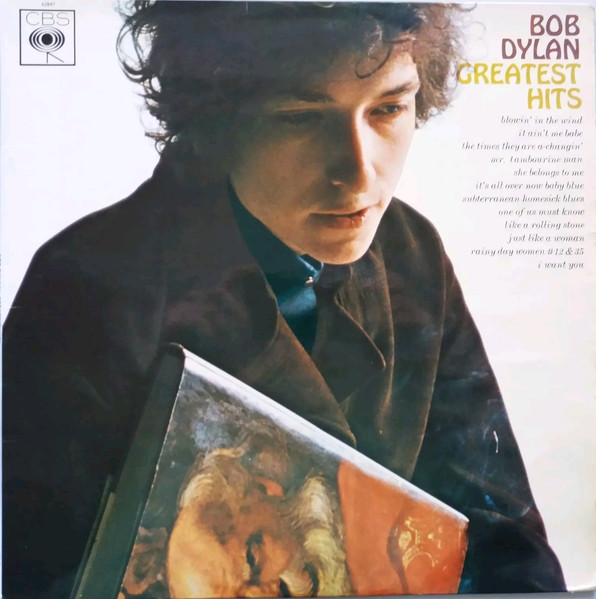 62847
CBS
BOB
DYLAN
GREATEST
HITS
blowin' in the wind
it ain't me babe
the times they are a-changin'
mr. tambourine man
she belongs to me
it's all over now baby blue
subterranean homesick blues
one of us must know
like a rolling stone
just like a woman
rainy day women #12 & 35
i want you